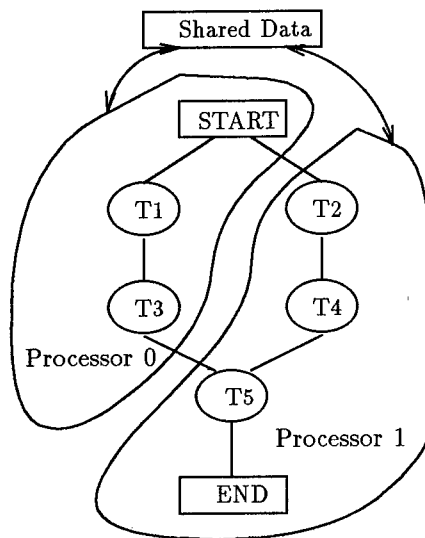 Shared Data
START
T1
T2
T3
T4
Processor 0
T5
Processor 1
END